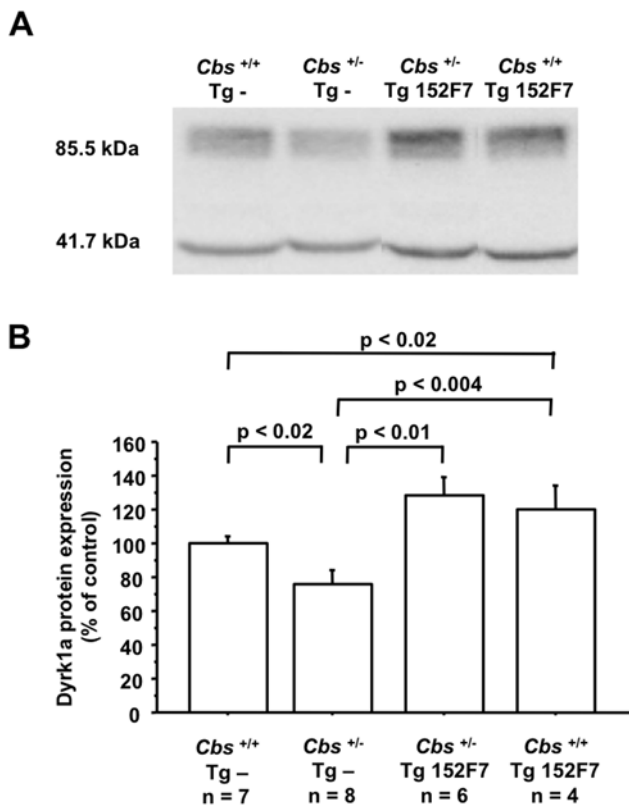 A
Cbs +/+ Cbs +/- Cbs +/- Cbs +/+
Tg - Tg - Tg 152F7 Tg 152F7
85.5 kDa
41.7 kDa
B
p < 0.02
p < 0.004
p < 0.02 p < 0.01
160
140
120
100
80
60
40
20
0
Dyrk1a protein expression
(% of control)
Cbs +/+ Cbs +/- Cbs +/- Cbs +/+
Tg – Tg – Tg 152F7 Tg 152F7
n = 7 n = 8 n = 6 n = 4